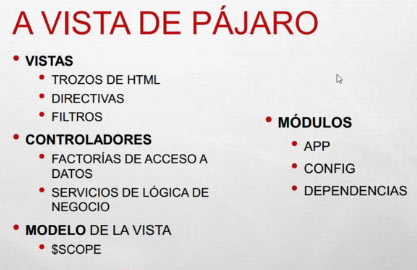 A VISTA DE PÁJARO
• VISTAS
• TROZOS DE HTML
• DIRECTIVAS
• FILTROS
• CONTROLADORES
• FACTORÍAS DE ACCESO A
DATOS
• SERVICIOS DE LÓGICA DE
NEGOCIO
• MODELO DE LA VISTA
• $SCOPE
• MÓDULOS
• APP
• CONFIG
• DEPENDENCIAS